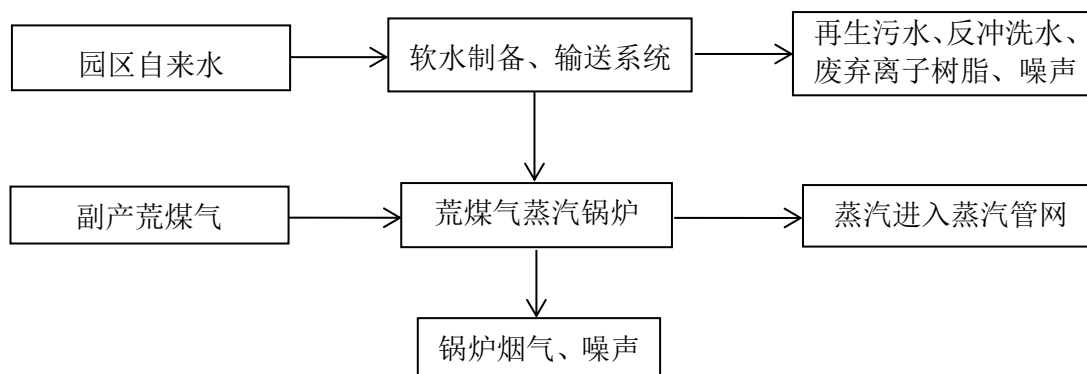 园区自来水
软水制备、输送系统
再生污水、反冲洗水、
废弃离子树脂、噪声
副产荒煤气
荒煤气蒸汽锅炉
蒸汽进入蒸汽管网
锅炉烟气、噪声